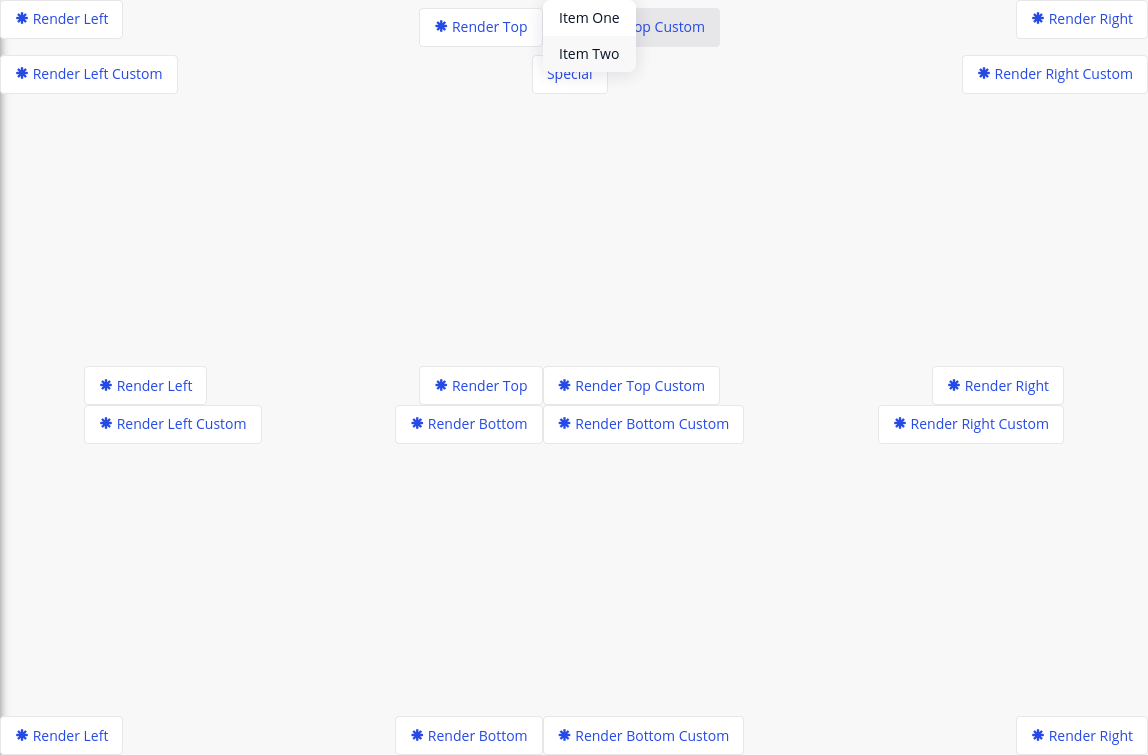 Render Left
Render Top
Item One
op Custom
Render Right
Render Left Custom
Item Two
Special
Render Right Custom
Render Left
Render Top
Render Top Custom
Render Right
Render Left Custom
Render Bottom
Render Bottom Custom
Render Right Custom
Render Left
Render Bottom
Render Bottom Custom
Render Right